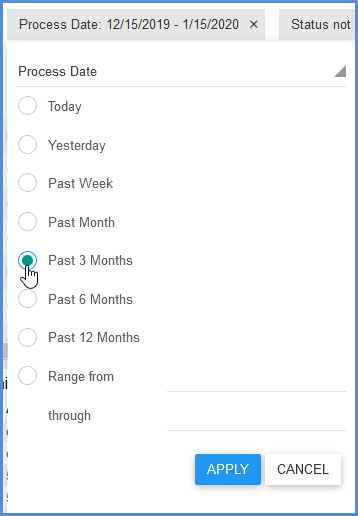 Process Date: 12/15/2019 - 1/15/2020 × Status not
Process Date
Today
Yesterday
Past Week
Past Month
Past 3 Months
Past 6 Months
Past 12 Months
Range from
through
APPLY CANCEL